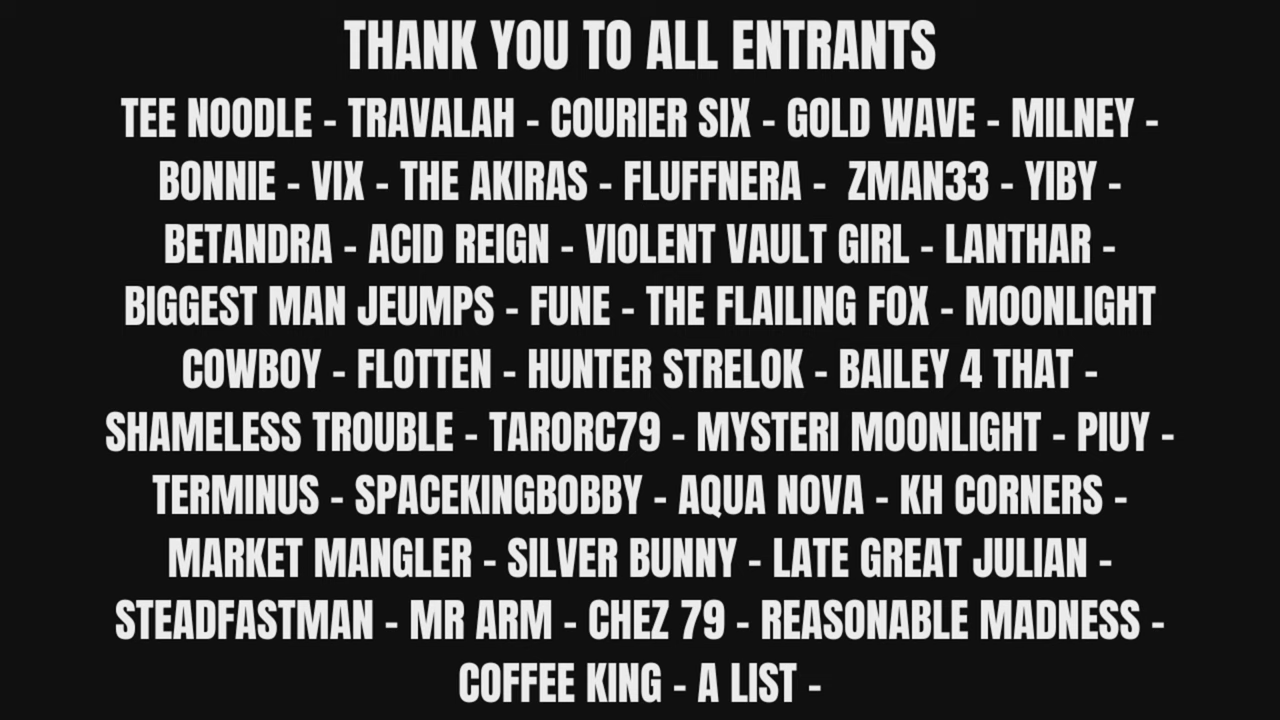 THANK YOU TO ALL ENTRANTS
TEE NOODLE - TRAVALAH - COURIER SIX - GOLD WAVE - MILNEY -
BONNIE - VIX - THE AKIRAS - FLUFFNERA - ZMAN33 - YIBY -
BETANDRA - ACID REIGN - VIOLENT VAULT GIRL - LANTHAR -
BIGGEST MAN JEUMPS - FUNE - THE FLAILING FOX - MOONLIGHT
COWBOY - FLOTTEN - HUNTER STRELOK - BAILEY 4 THAT -
SHAMELESS TROUBLE - TARORC79 - MYSTERI MOONLIGHT - PIUY -
TERMINUS - SPACEKINGBOBBY - AQUA NOVA - KH CORNERS -
MARKET MANGLER - SILVER BUNNY - LATE GREAT JULIAN -
STEADFASTMAN - MR ARM - CHEZ 79 - REASONABLE MADNESS -
COFFEE KING - A LIST -